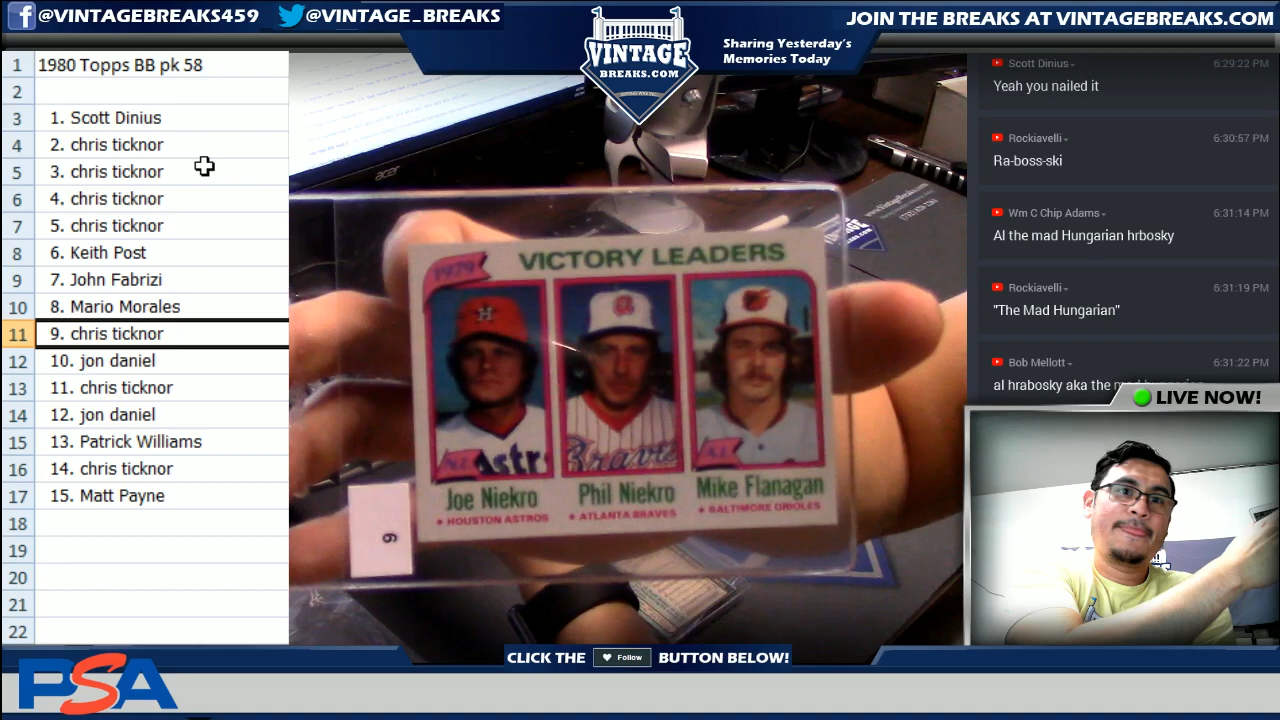 @VINTAGEBREAKS459
@VINTAGE_BREAKS
JOIN THE BREAKS AT VINTAGEBREAKS.COM
VINTAGE
BREAKS.COM
Sharing Yesterday's
Memories Today
1 1980 Topps BB pk 58
2
3 1. Scott Dinius
4 2. chris ticknor
5 3. chris ticknor
6 4. chris ticknor
7 5. chris ticknor
8 6. Keith Post
9 7. John Fabrizi
10 8. Mario Morales
11 9. chris ticknor
12 10. jon daniel
13 11. chris ticknor
14 12. jon daniel
15 13. Patrick Williams
16 14. chris ticknor
17 15. Matt Payne
18
19
20
21
22
acer
1979
VICTORY LEADERS
H
N.L.
Astr
Braves
A.L.
Joe Niekro
Phil Niekro
Mike Flanagan
HOUSTON ASTROS
ATLANTA BRAVES
BALTIMORE ORIOLES
9
Scott Dinius
6:29:22 PM
Yeah you nailed it
Rockiavelli
6:30:57 PM
Ra-boss-ski
Wm C Chip Adams
6:31:14 PM
Al the mad Hungarian hrbosky
Rockiavelli
6:31:19 PM
"The Mad Hungarian"
Bob Mellott
6:31:22 PM
al hrabosky aka the mad hungarian
LIVE NOW!
CLICK THE
Follow
BUTTON BELOW!
PSA